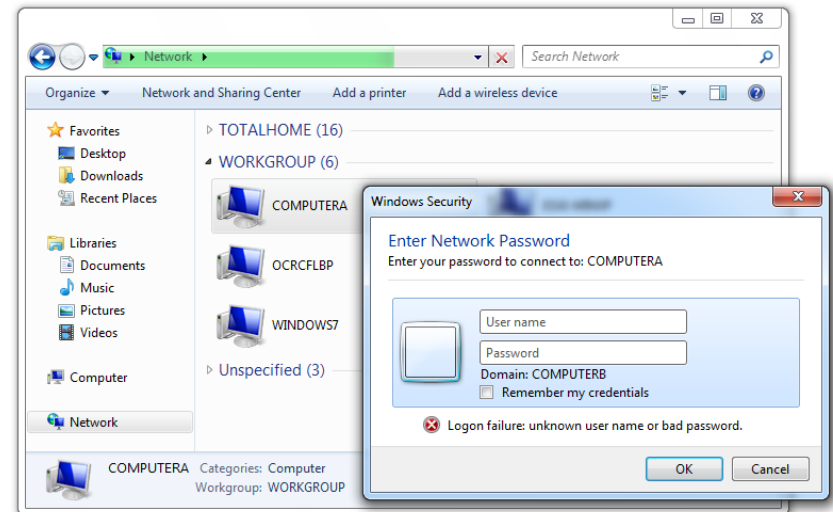 Network
Search Network
Organize
Network and Sharing Center
Add a printer
Add a wireless device
Favorites
Desktop
Downloads
Recent Places
Libraries
Documents
Music
Pictures
Videos
Computer
Network
TOTALHOME (16)
WORKGROUP (6)
COMPUTERA
OCRCFLBP
WINDOWS7
Unspecified (3)
Windows Security
Enter Network Password
Enter your password to connect to: COMPUTERA
User name
Password
Domain: COMPUTERB
Remember my credentials
Logon failure: unknown user name or bad password.
OK
Cancel
COMPUTERA Categories: Computer
Workgroup: WORKGROUP